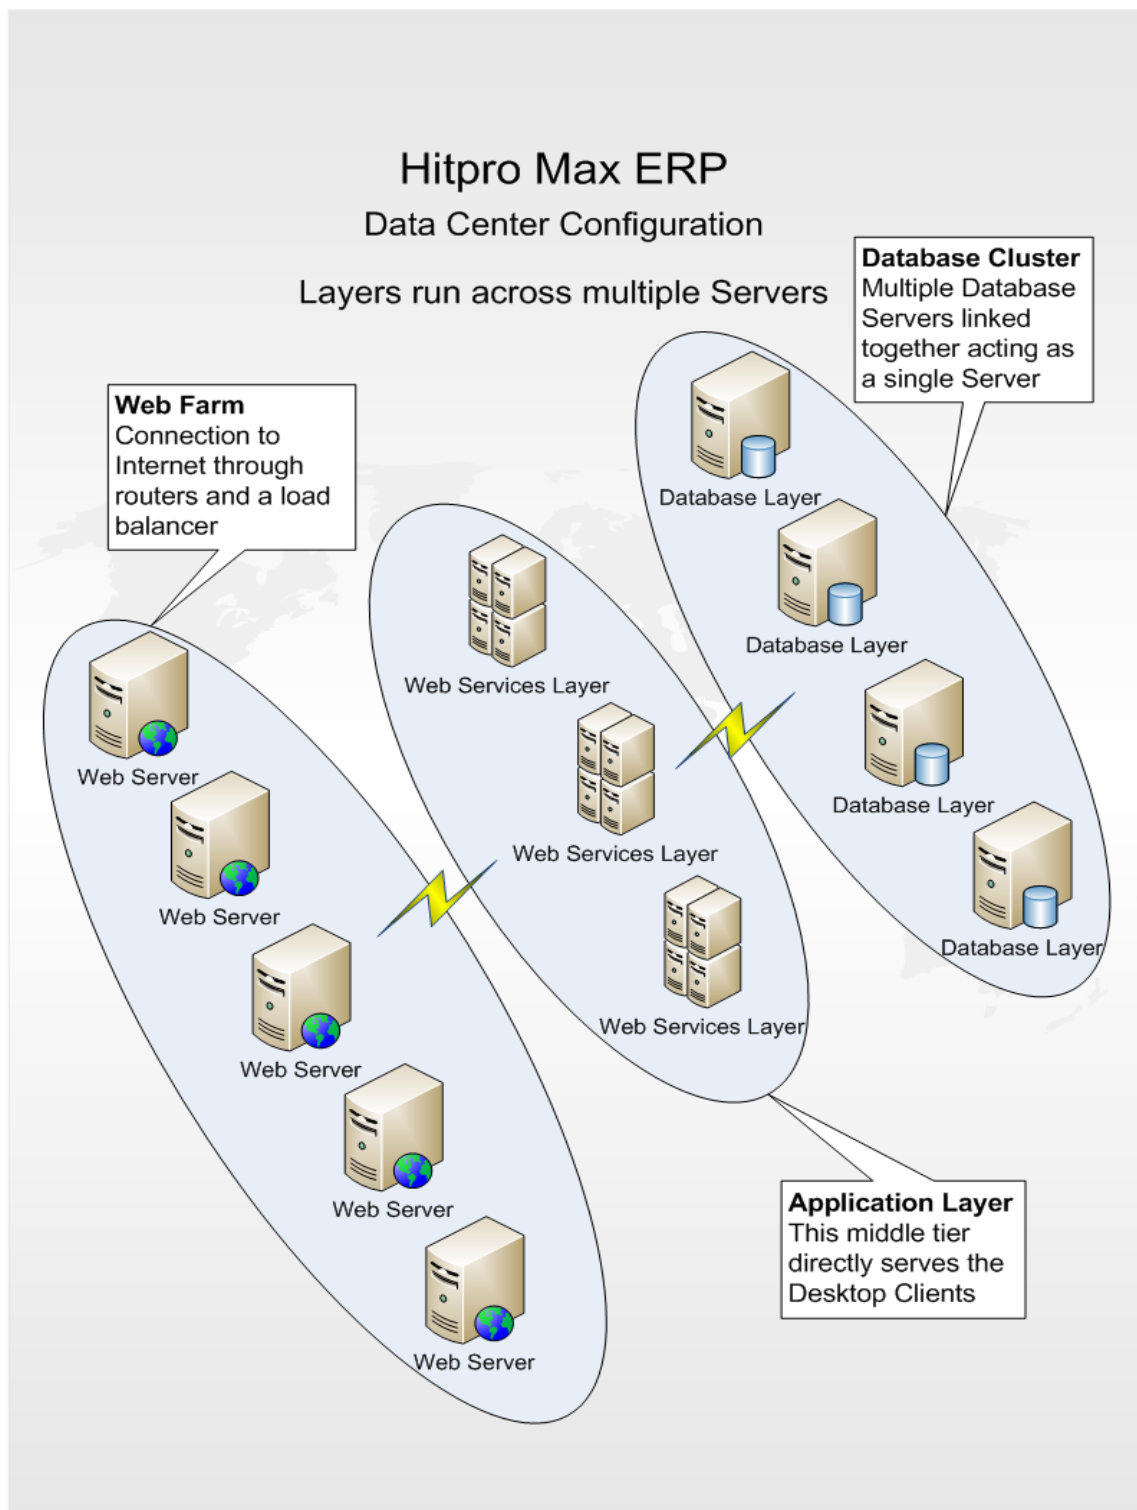 Hitpro Max ERP
Data Center Configuration
Layers run across multiple Servers
Database Cluster
Multiple Database
Servers linked
together acting as
a single Server
Web Farm
Connection to
Internet through
routers and a load
balancer
Database Layer
Database Layer
Database Layer
Database Layer
Web Services Layer
Web Services Layer
Web Services Layer
Web Server
Web Server
Web Server
Web Server
Web Server
Application Layer
This middle tier
directly serves the
Desktop Clients